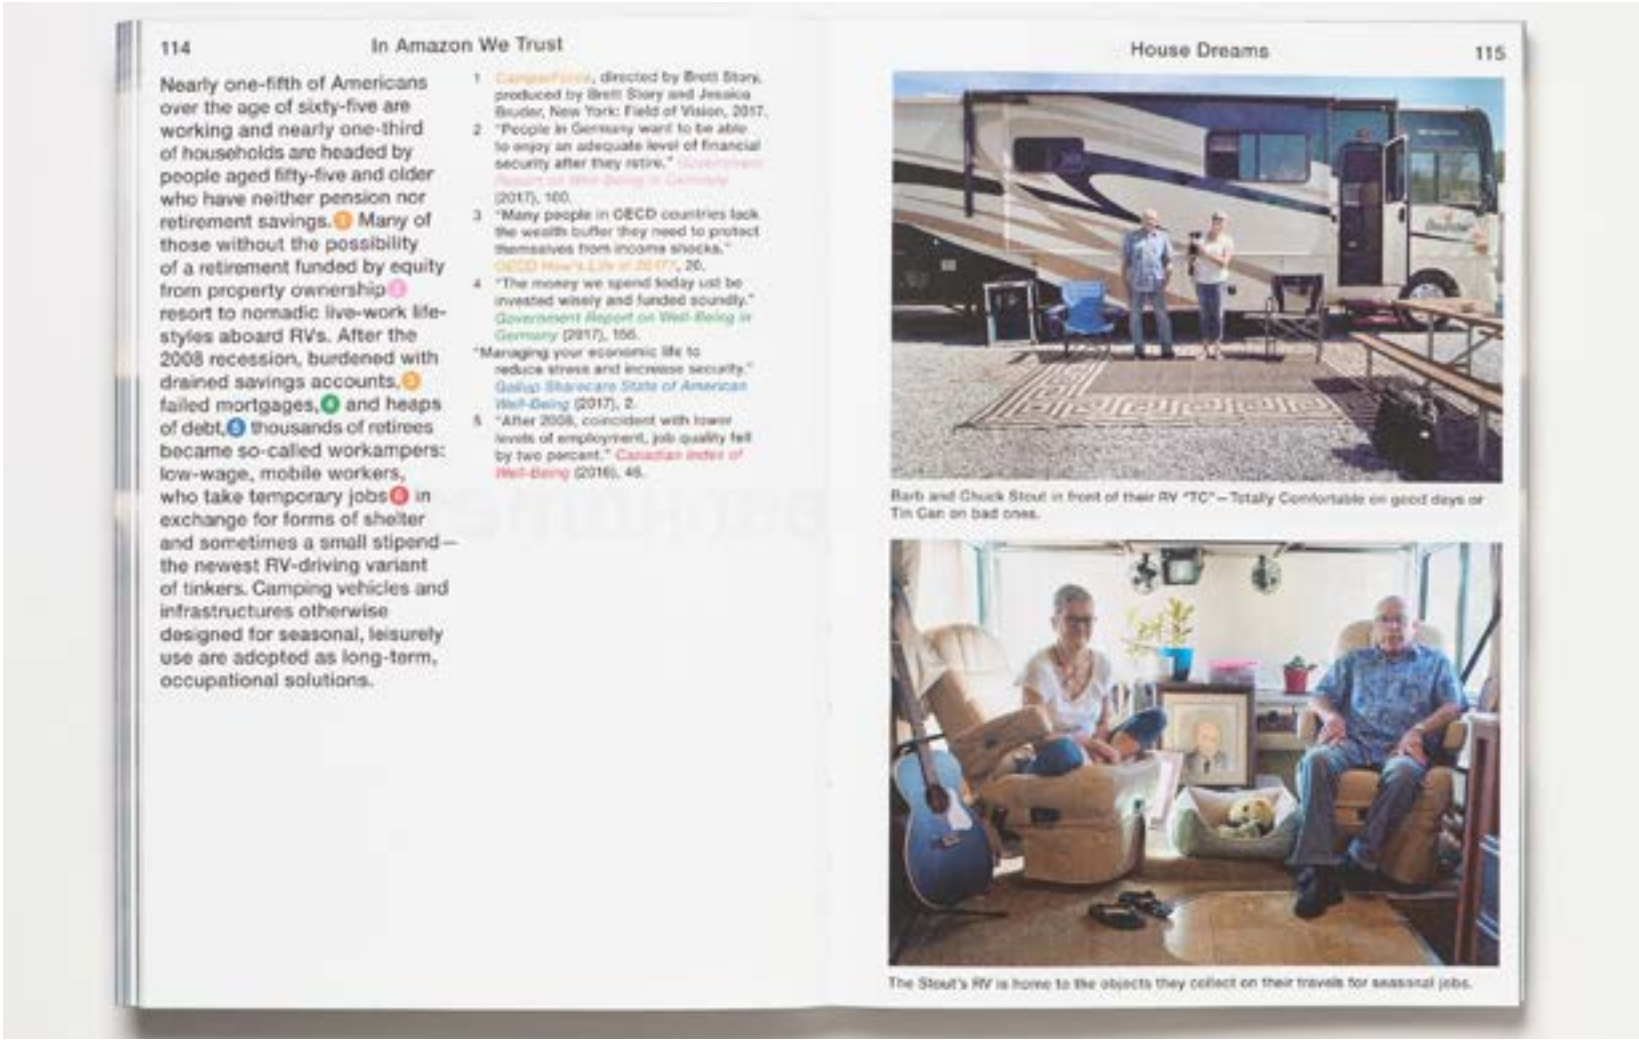 114
In Amazon We Trust
Nearly one-fifth of Americans
over the age of sixty-five are
working and nearly one-third
of households are headed by
people aged fifty-five and older
who have neither pension nor
retirement savings.1 Many of
those without the possibility
of a retirement funded by equity
from property ownership2
resort to nomadic live-work life-
styles aboard RVs. After the
2008 recession, burdened with
drained savings accounts,3
failed mortgages,4 and heaps
of debt,5 thousands of retirees
became so-called workampers:
low-wage, mobile workers,
who take temporary jobs6 in
exchange for forms of shelter
and sometimes a small stipend—
the newest RV-driving variant
of tinkers. Camping vehicles and
infrastructures otherwise
designed for seasonal, leisurely
use are adopted as long-term,
occupational solutions.
1 CamperForce, directed by Brett Story,
produced by Brett Story and Jessica
Bruder, New York: Field of Vision, 2017.
2 "People in Germany want to be able
to enjoy an adequate level of financial
security after they retire." Government
Report on Well-Being in Germany
(2017), 100.
3 "Many people in OECD countries lack
the wealth buffer they need to protect
themselves from income shocks."
OECD How's Life in 2017?, 20.
4 "The money we spend today ust be
invested wisely and funded soundly."
Government Report on Well-Being in
Germany (2017), 156.
"Managing your economic life to
reduce stress and increase security."
Gallup Sharecare State of American
Well-Being (2017), 2.
5 "After 2008, coincident with lower
levels of employment, job quality fell
by two percent." Canadian Index of
Well-Being (2016), 46.
House Dreams
115
Barb and Chuck Stout in front of their RV "TC"—Totally Comfortable on good days or
Tin Can on bad ones.
The Stout's RV is home to the objects they collect on their travels for seasonal jobs.